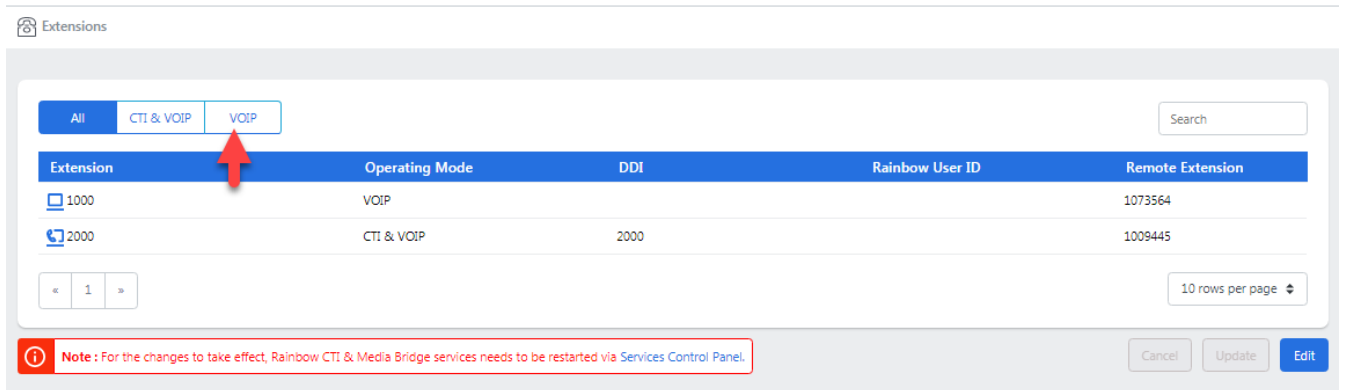 Extensions
All CTI & VOIP VOIP Search
Extension Operating Mode DDI Rainbow User ID Remote Extension
1000 VOIP 1073564
2000 CTI & VOIP 2000 1009445
« 1 » 10 rows per page
Note : For the changes to take effect, Rainbow CTI & Media Bridge services needs to be restarted via Services Control Panel. Cancel Update Edit